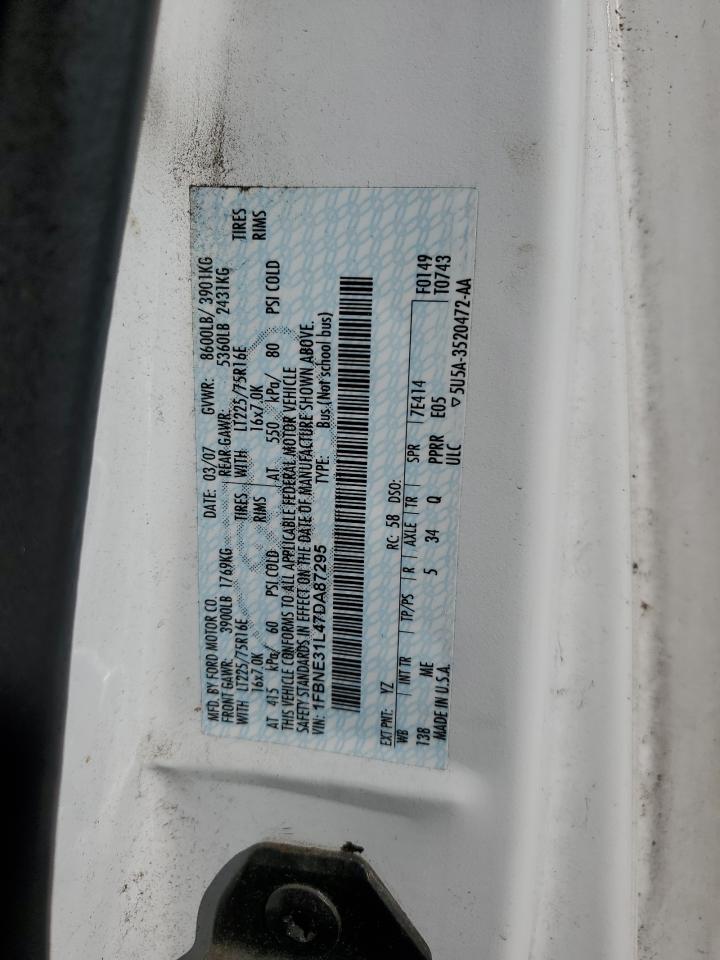 MFD. BY FORD MOTOR CO.
DATE: 03/07 GVWR: 8600LB/ 3901KG
FRONT GAWR: 3900LB 1769KG REAR GAWR: 5360LB 2431KG
WITH LT225/75R16E TIRES WITH LT225/75R16E TIRES
16x7.0K RIMS 16x7.0K RIMS
AT 415 kPa/ 60 PSI COLD AT 550 kPa/ 80 PSI COLD
THIS VEHICLE CONFORMS TO ALL APPLICABLE FEDERAL MOTOR VEHICLE
SAFETY STANDARDS IN EFFECT ON THE DATE OF MANUFACTURE SHOWN ABOVE.
VIN: 1FBNE31L47DA87295 TYPE: Bus (Not school bus)
F0149
T0743
EXT PNT: YZ RC: 58 DSO:
WB INT TR TP/PS R AXLE TR SPR 7E414
138 ME 5 34 Q PPRR E05
MADE IN U.S.A. ULC
▽ 5U5A-3520472-AA